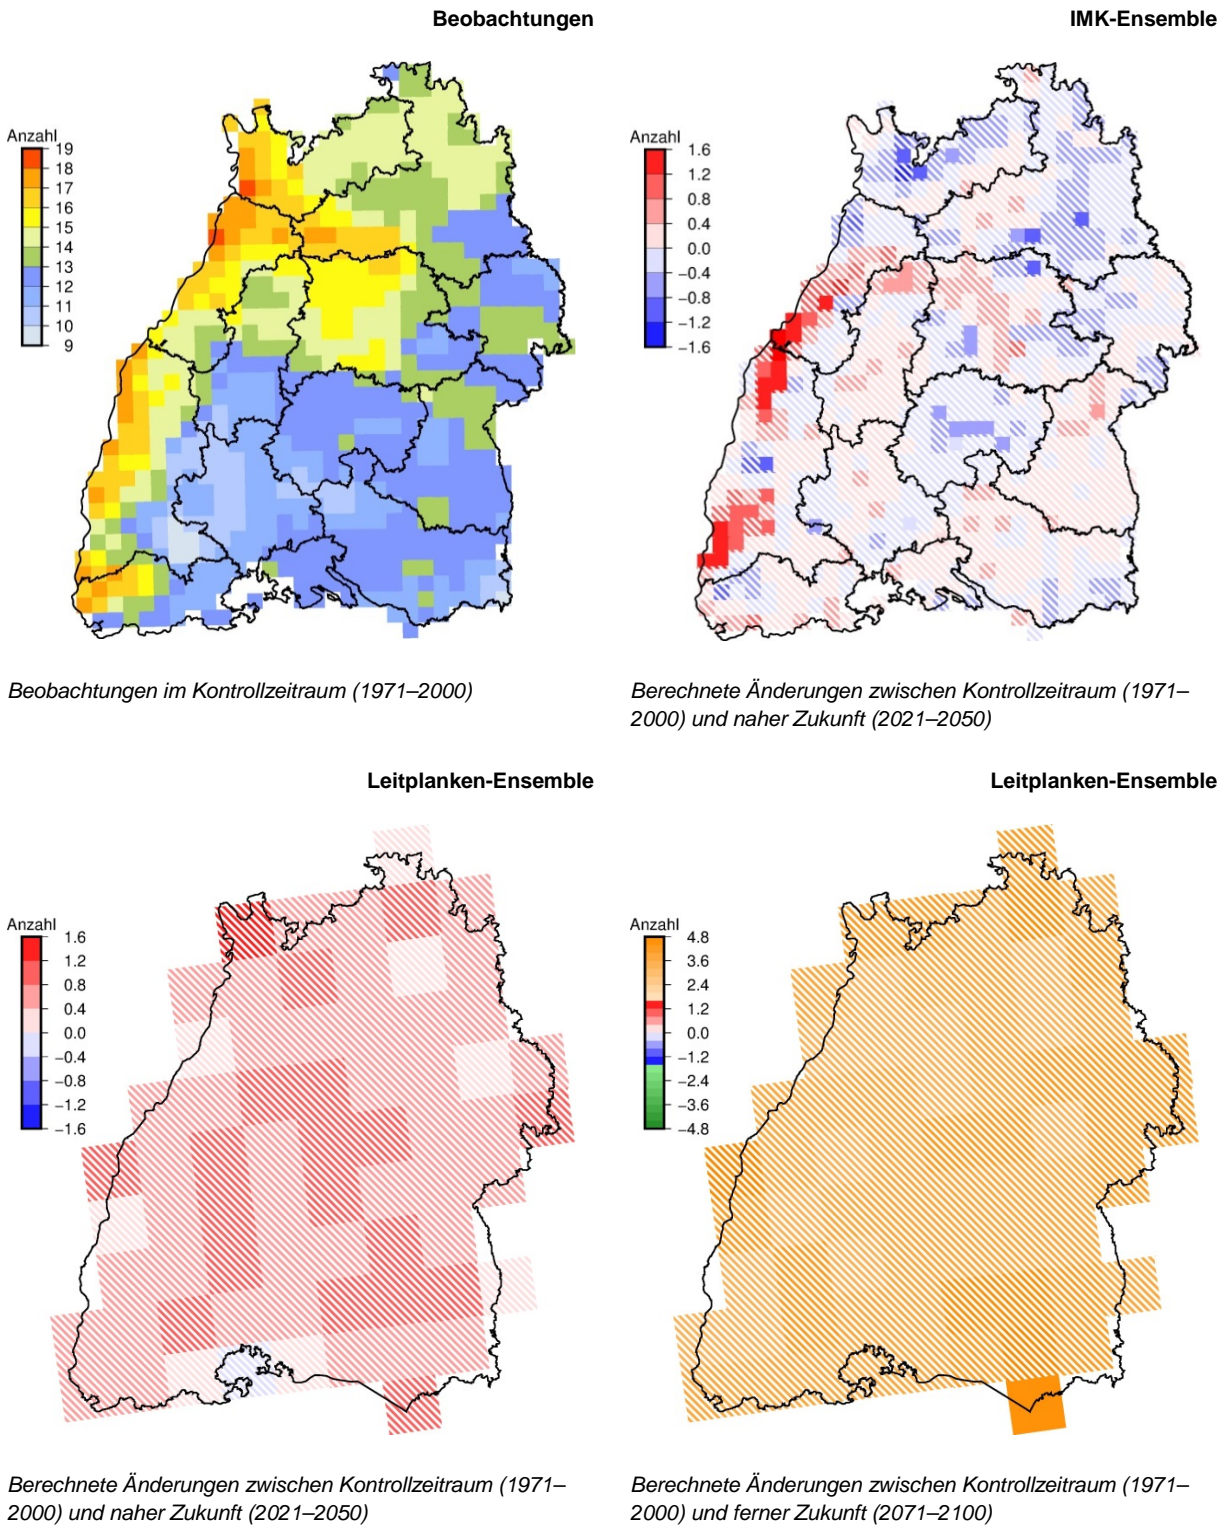 Beobachtungen
IMK-Ensemble
Anzahl
19
18
17
16
15
14
13
12
11
10
9
Anzahl
1.6
1.2
0.8
0.4
0.0
−0.4
−0.8
−1.2
−1.6
Beobachtungen im Kontrollzeitraum (1971–2000)
Berechnete Änderungen zwischen Kontrollzeitraum (1971–
2000) und naher Zukunft (2021–2050)
Leitplanken-Ensemble
Leitplanken-Ensemble
Anzahl
1.6
1.2
0.8
0.4
0.0
−0.4
−0.8
−1.2
−1.6
Anzahl
4.8
3.6
2.4
1.2
0.0
−1.2
−2.4
−3.6
−4.8
Berechnete Änderungen zwischen Kontrollzeitraum (1971–
2000) und naher Zukunft (2021–2050)
Berechnete Änderungen zwischen Kontrollzeitraum (1971–
2000) und ferner Zukunft (2071–2100)